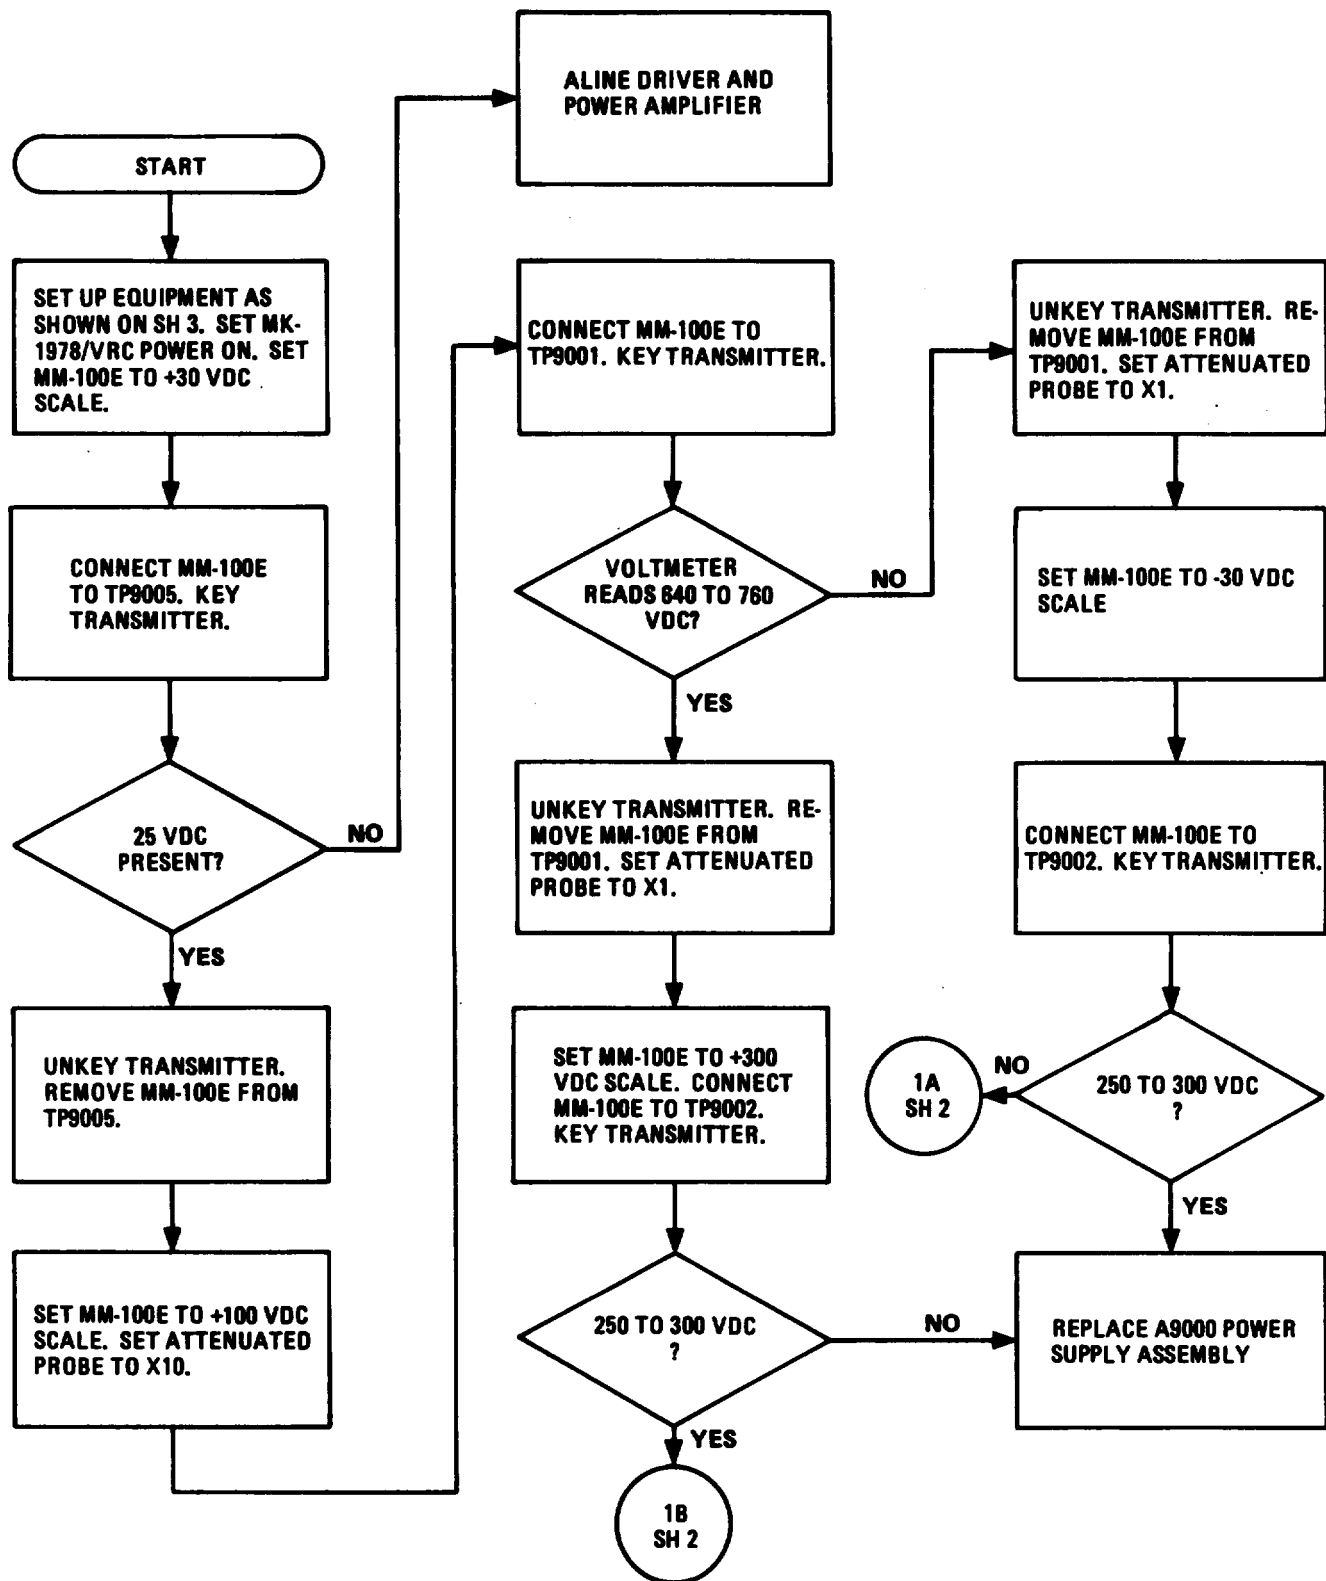 START
SET UP EQUIPMENT AS
SHOWN ON SH 3. SET MK-
1978/VRC POWER ON. SET
MM-100E TO +30 VDC
SCALE.
CONNECT MM-100E
TO TP9005. KEY
TRANSMITTER.
25 VDC
PRESENT?
NO
YES
UNKEY TRANSMITTER.
REMOVE MM-100E FROM
TP9005.
SET MM-100E TO +100 VDC
SCALE. SET ATTENUATED
PROBE TO X10.
ALINE DRIVER AND
POWER AMPLIFIER
CONNECT MM-100E TO
TP9001. KEY TRANSMITTER.
VOLTMETER
READS 640 TO 760
VDC?
NO
YES
UNKEY TRANSMITTER. RE-
MOVE MM-100E FROM
TP9001. SET ATTENUATED
PROBE TO X1.
SET MM-100E TO +300
VDC SCALE. CONNECT
MM-100E TO TP9002.
KEY TRANSMITTER.
250 TO 300 VDC
?
NO
YES
1B
SH 2
UNKEY TRANSMITTER. RE-
MOVE MM-100E FROM
TP9001. SET ATTENUATED
PROBE TO X1.
SET MM-100E TO -30 VDC
SCALE
CONNECT MM-100E TO
TP9002. KEY TRANSMITTER.
250 TO 300 VDC
?
NO
1A
SH 2
YES
REPLACE A9000 POWER
SUPPLY ASSEMBLY